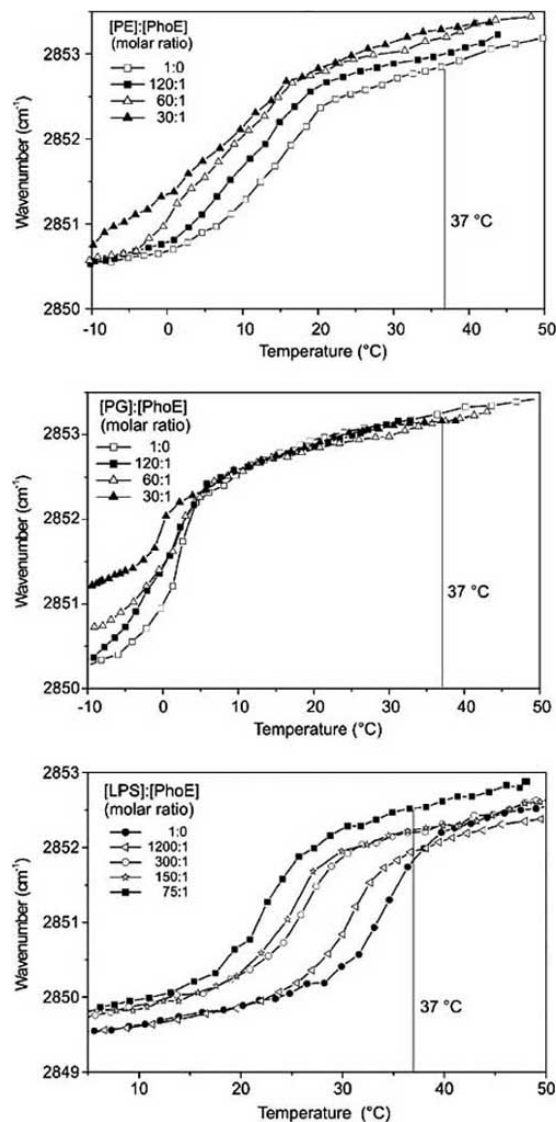 [PE]:[PhoE]
(molar ratio)
1:0
120:1
60:1
30:1
2853
2852
2851
2850
Wavenumber (cm⁻¹)
37 °C
-10 0 10 20 30 40 50
Temperature (°C)
[PG]:[PhoE]
(molar ratio)
1:0
120:1
60:1
30:1
2853
2852
2851
2850
Wavenumber (cm⁻¹)
37 °C
-10 0 10 20 30 40 50
Temperature (°C)
[LPS]:[PhoE]
(molar ratio)
1:0
1200:1
300:1
150:1
75:1
2853
2852
2851
2850
2849
Wavenumber (cm⁻¹)
37 °C
10 20 30 40 50
Temperature (°C)